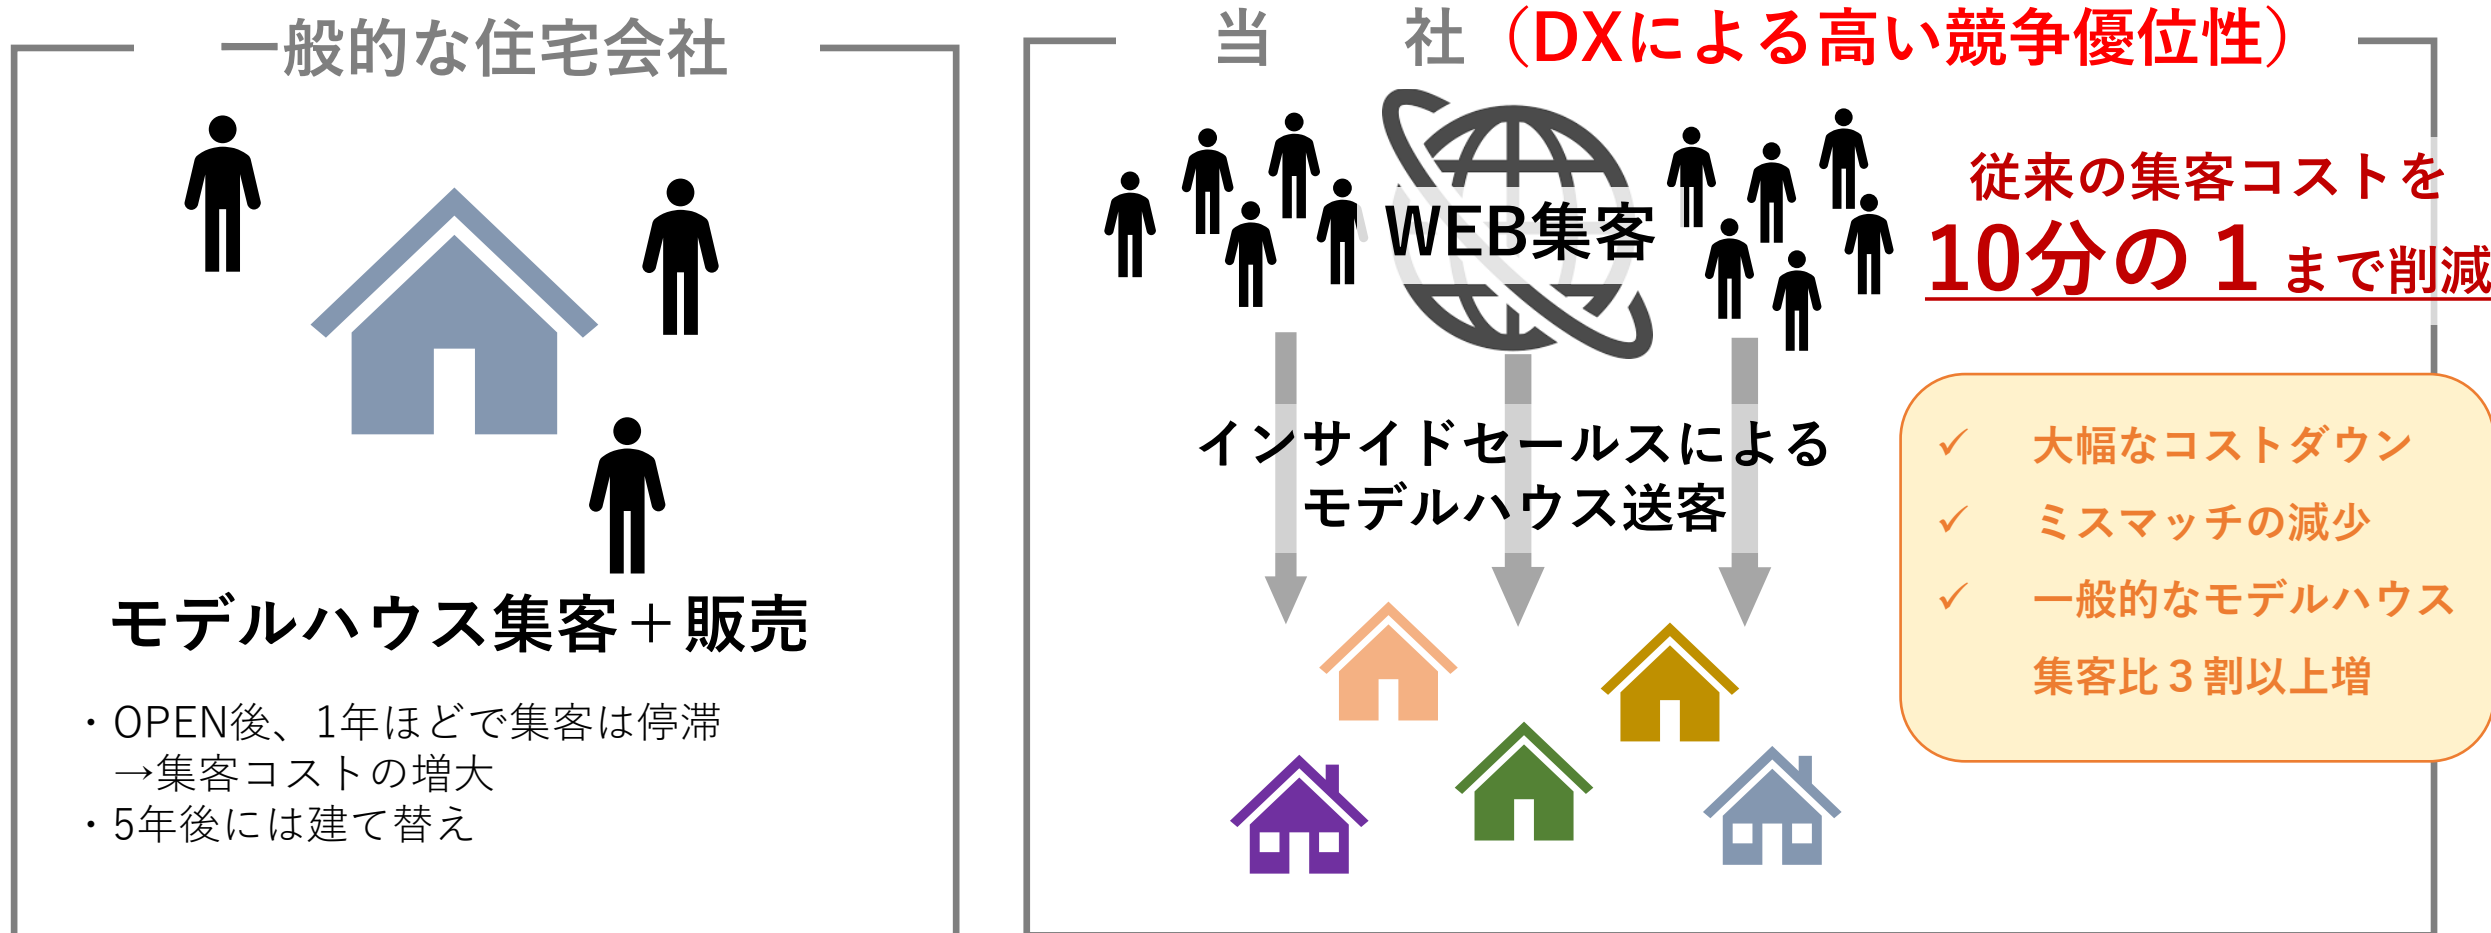 一般的な住宅会社
モデルハウス集客＋販売
・OPEN後、1年ほどで集客は停滞
→集客コストの増大
・5年後には建て替え
当　社（DXによる高い競争優位性）
WEB集客
従来の集客コストを
10分の１まで削減
インサイドセールスによる
モデルハウス送客
✓ 大幅なコストダウン
✓ ミスマッチの減少
✓ 一般的なモデルハウス
集客比３割以上増